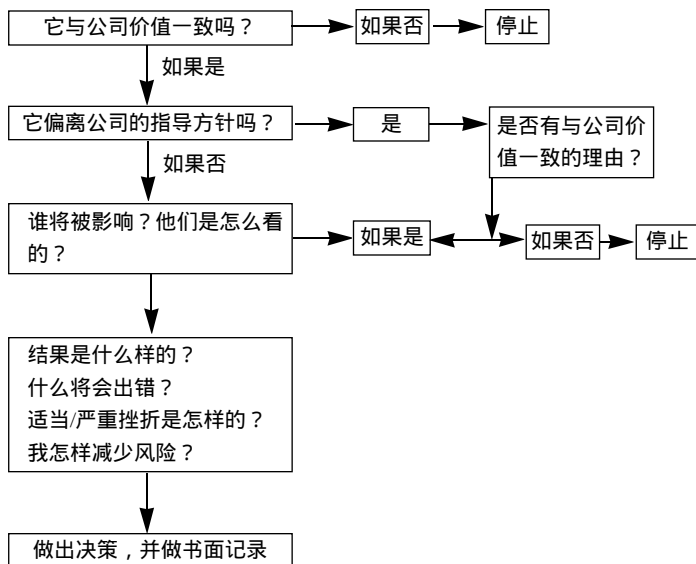 它与公司价值一致吗？
如果否
停止
如果是
它偏离公司的指导方针吗？
是
是否有与公司价
值一致的理由？
如果否
谁将被影响？他们是怎么看
的？
如果是
如果否
停止
结果是什么样的？
什么将会出错？
适当/严重挫折是怎样的？
我怎样减少风险？
做出决策，并做书面记录